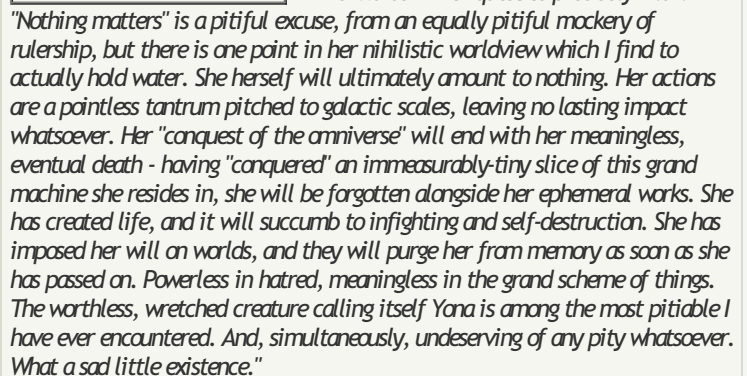 "Nothing matters" is a pitiful excuse, from an equally pitiful mockery of
rulership, but there is one point in her nihilistic worldview which I find to
actually hold water. She herself will ultimately amount to nothing. Her actions
are a pointless tantrum pitched to galactic scales, leaving no lasting impact
whatsoever. Her "conquest of the omniverse" will end with her meaningless,
eventual death - having "conquered" an immeasurably-tiny slice of this grand
machine she resides in, she will be forgotten alongside her ephemeral works. She
has created life, and it will succumb to infighting and self-destruction. She has
imposed her will on worlds, and they will purge her from memory as soon as she
has passed on. Powerless in hatred, meaningless in the grand scheme of things.
The worthless, wretched creature calling itself Yona is among the most pitiable I
have ever encountered. And, simultaneously, undeserving of any pity whatsoever.
What a sad little existence."